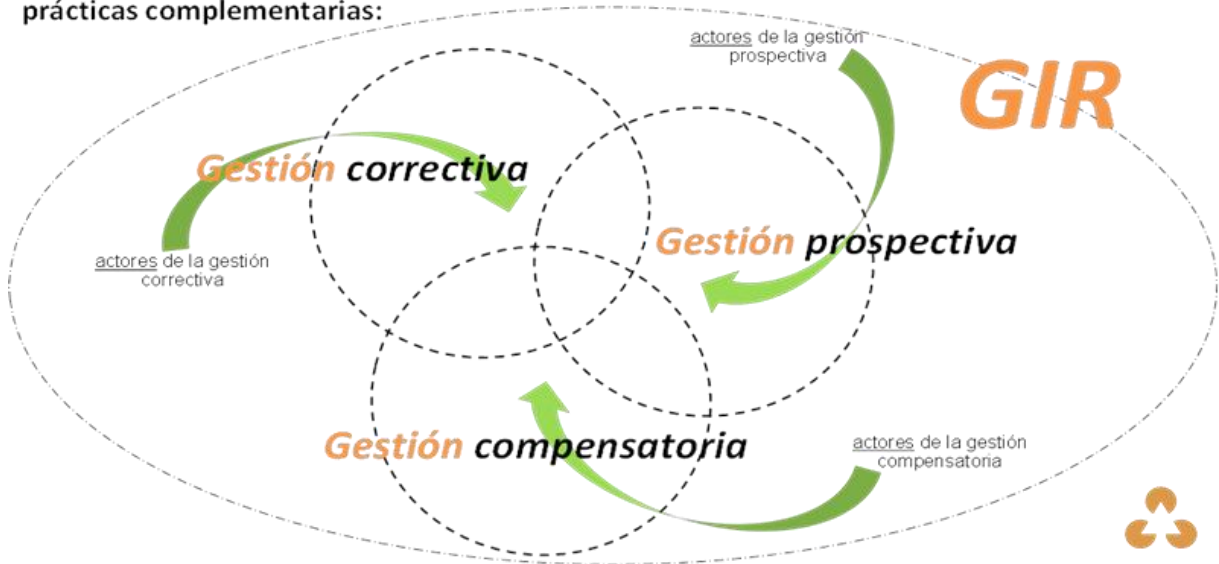 prácticas complementarias:
actores de la gestión
prospectiva
GIR
Gestión correctiva
Gestión prospectiva
actores de la gestión
correctiva
Gestión compensatoria
actores de la gestión
compensatoria